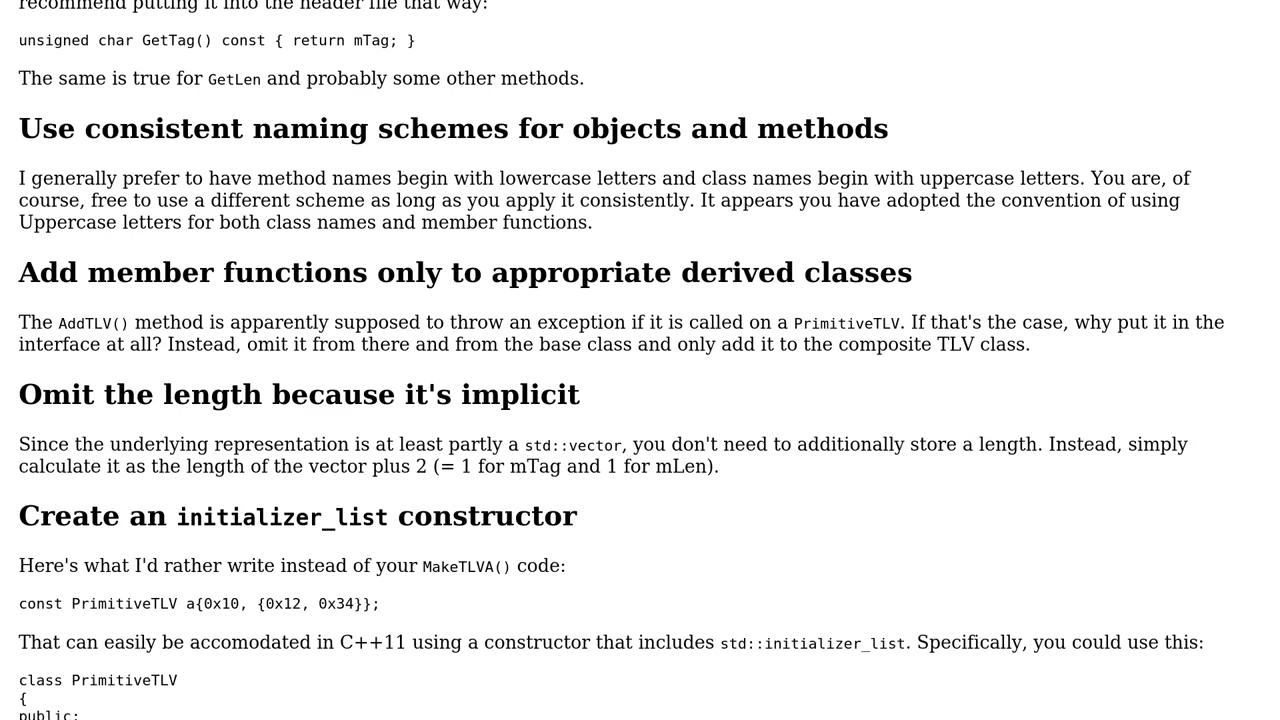 recommend putting it into the header file that way:
unsigned char GetTag() const { return mTag; }
The same is true for GetLen and probably some other methods.
Use consistent naming schemes for objects and methods
I generally prefer to have method names begin with lowercase letters and class names begin with uppercase letters. You are, of
course, free to use a different scheme as long as you apply it consistently. It appears you have adopted the convention of using
Uppercase letters for both class names and member functions.
Add member functions only to appropriate derived classes
The AddTLV() method is apparently supposed to throw an exception if it is called on a PrimitiveTLV. If that's the case, why put it in the
interface at all? Instead, omit it from there and from the base class and only add it to the composite TLV class.
Omit the length because it's implicit
Since the underlying representation is at least partly a std::vector, you don't need to additionally store a length. Instead, simply
calculate it as the length of the vector plus 2 (= 1 for mTag and 1 for mLen).
Create an initializer_list constructor
Here's what I'd rather write instead of your MakeTLVA() code:
const PrimitiveTLV a{0x10, {0x12, 0x34}};
That can easily be accomodated in C++11 using a constructor that includes std::initializer_list. Specifically, you could use this:
class PrimitiveTLV
{
public: